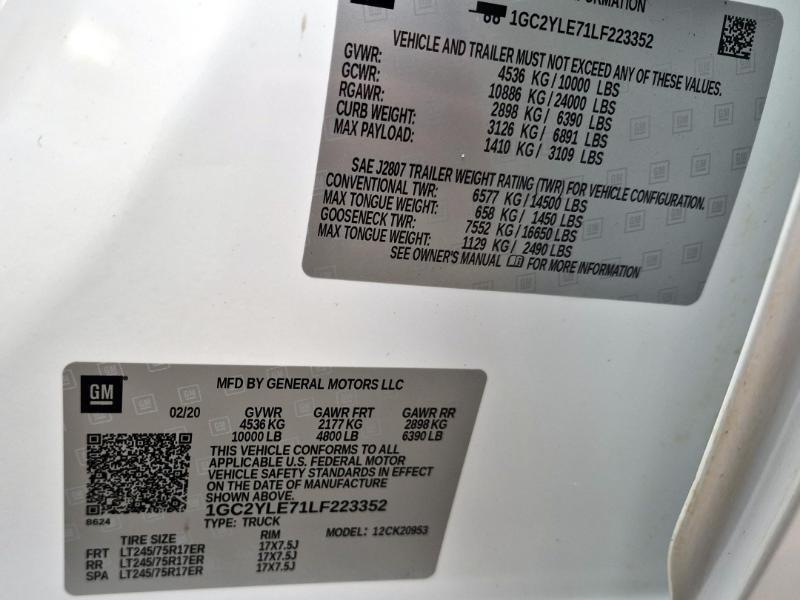 FORMATION
1GC2YLE71LF223352
VEHICLE AND TRAILER MUST NOT EXCEED ANY OF THESE VALUES.
GVWR: 4536 KG/10000 LBS
GCWR: 10886 KG/24000 LBS
RGAWR: 2898 KG/ 6390 LBS
CURB WEIGHT: 3126 KG/ 6891 LBS
MAX PAYLOAD: 1410 KG/ 3109 LBS
SAE J2807 TRAILER WEIGHT RATING (TWR) FOR VEHICLE CONFIGURATION.
CONVENTIONAL TWR: 6577 KG/14500 LBS
MAX TONGUE WEIGHT: 658 KG/ 1450 LBS
GOOSENECK TWR: 7552 KG/16650 LBS
MAX TONGUE WEIGHT: 1129 KG/ 2490 LBS
SEE OWNER'S MANUAL FOR MORE INFORMATION
GM
MFD BY GENERAL MOTORS LLC
02/20 GVWR GAWR FRT GAWR RR
4536 KG 2177 KG 2898 KG
10000 LB 4800 LB 6390 LB
THIS VEHICLE CONFORMS TO ALL
APPLICABLE U.S. FEDERAL MOTOR
VEHICLE SAFETY STANDARDS IN EFFECT
ON THE DATE OF MANUFACTURE
SHOWN ABOVE.
1GC2YLE71LF223352
8624 TYPE: TRUCK MODEL: 12CK20953
TIRE SIZE RIM
FRT LT245/75R17ER 17X7.5J
RR LT245/75R17ER 17X7.5J
SPA LT245/75R17ER 17X7.5J